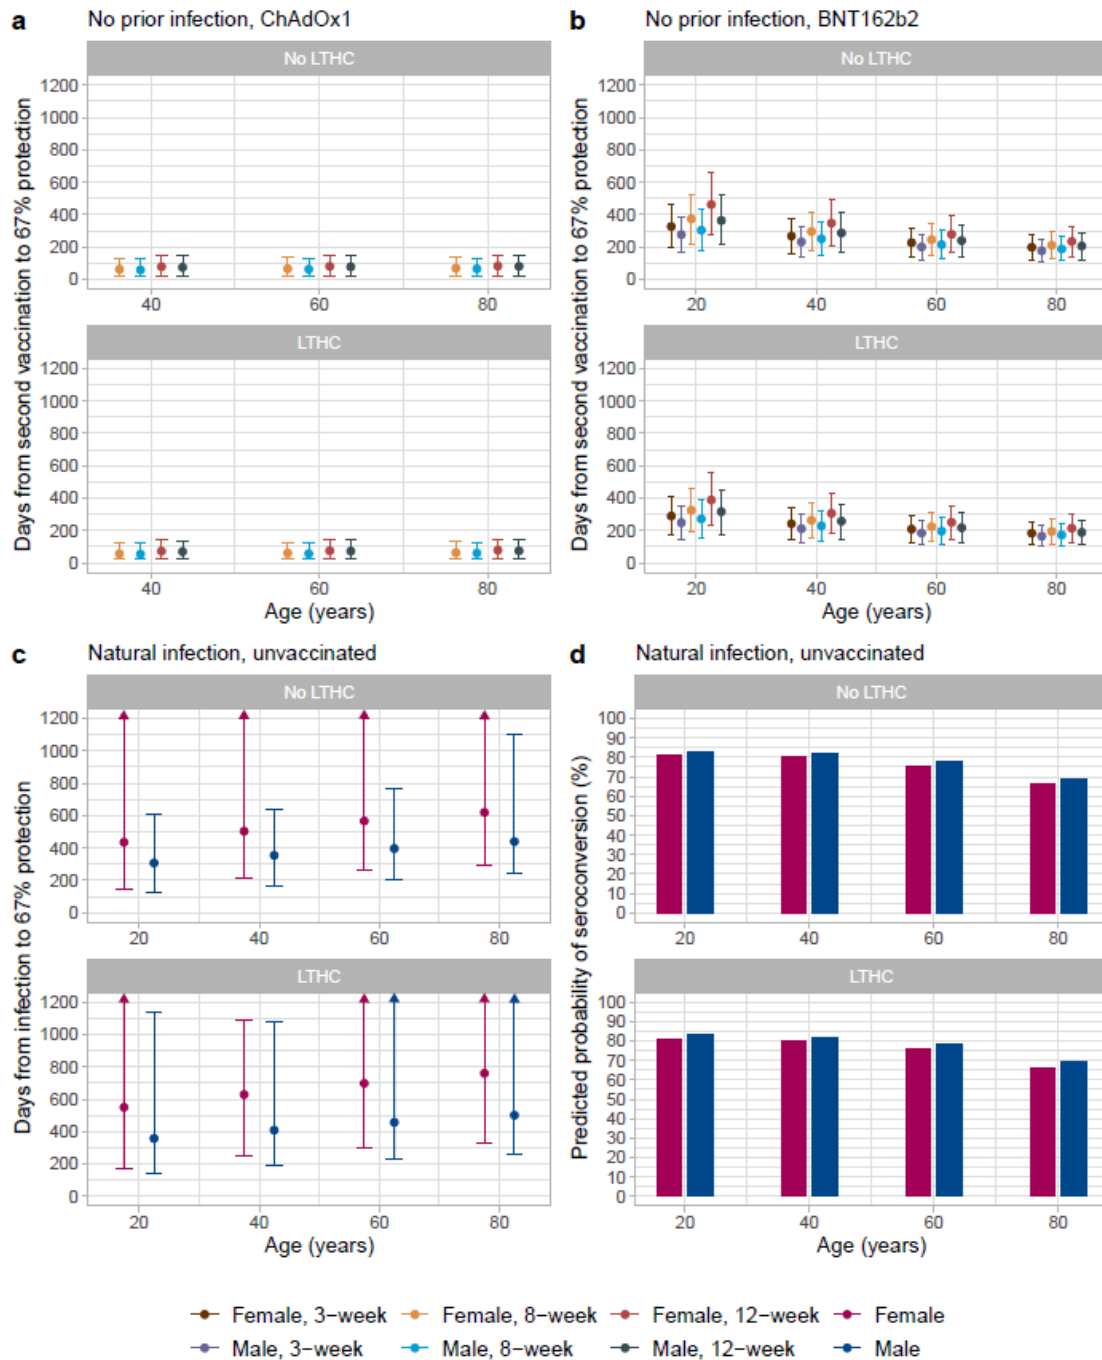 a No prior infection, ChAdOx1
No LTHC
1200
1000
800
600
400
200
0
40 60 80
LTHC
1200
1000
800
600
400
200
0
40 60 80
Age (years)
Days from second vaccination to 67% protection
b No prior infection, BNT162b2
No LTHC
1200
1000
800
600
400
200
0
20 40 60 80
LTHC
1200
1000
800
600
400
200
0
20 40 60 80
Age (years)
Days from second vaccination to 67% protection
c Natural infection, unvaccinated
No LTHC
1200
1000
800
600
400
200
0
20 40 60 80
LTHC
1200
1000
800
600
400
200
0
20 40 60 80
Age (years)
Days from infection to 67% protection
d Natural infection, unvaccinated
No LTHC
100
90
80
70
60
50
40
30
20
10
0
20 40 60 80
LTHC
100
90
80
70
60
50
40
30
20
10
0
20 40 60 80
Age (years)
Predicted probability of seroconversion (%)
Female, 3−week Female, 8−week Female, 12−week Female
Male, 3−week Male, 8−week Male, 12−week Male